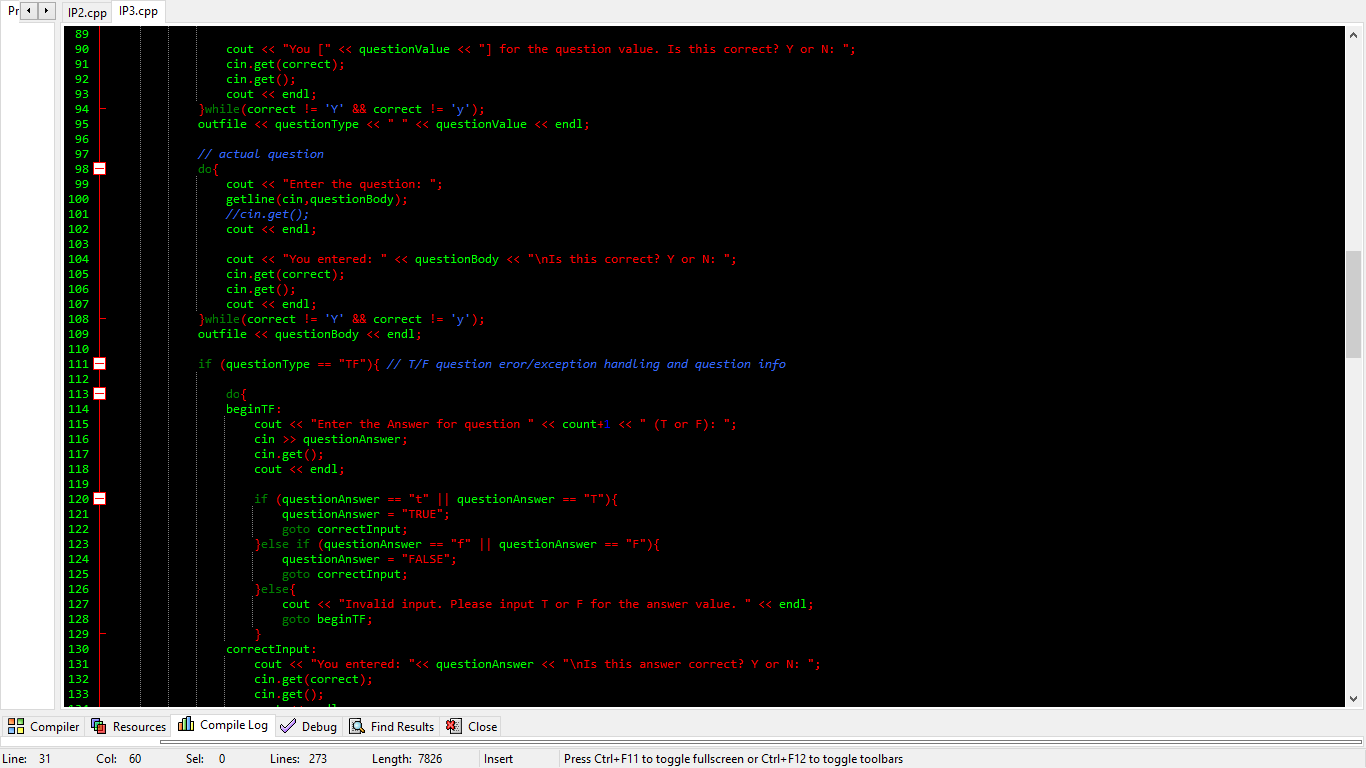 Pr IP2.cpp IP3.cpp
89
90 cout << "You [" << questionValue << "] for the question value. Is this correct? Y or N: ";
91 cin.get(correct);
92 cin.get();
93 cout << endl;
94 }while(correct != 'Y' && correct != 'y');
95 outfile << questionType << " " << questionValue << endl;
96
97 // actual question
98 do{
99 cout << "Enter the question: ";
100 getline(cin,questionBody);
101 //cin.get();
102 cout << endl;
103
104 cout << "You entered: " << questionBody << "\nIs this correct? Y or N: ";
105 cin.get(correct);
106 cin.get();
107 cout << endl;
108 }while(correct != 'Y' && correct != 'y');
109 outfile << questionBody << endl;
110
111 if (questionType == "TF"){ // T/F question eror/exception handling and question info
112
113 do{
114 beginTF:
115 cout << "Enter the Answer for question " << count+1 << " (T or F): ";
116 cin >> questionAnswer;
117 cin.get();
118 cout << endl;
119
120 if (questionAnswer == "t" || questionAnswer == "T"){
121 questionAnswer = "TRUE";
122 goto correctInput;
123 }else if (questionAnswer == "f" || questionAnswer == "F"){
124 questionAnswer = "FALSE";
125 goto correctInput;
126 }else{
127 cout << "Invalid input. Please input T or F for the answer value. " << endl;
128 goto beginTF;
129 }
130 correctInput:
131 cout << "You entered: "<< questionAnswer << "\nIs this answer correct? Y or N: ";
132 cin.get(correct);
133 cin.get();
Compiler Resources Compile Log Debug Find Results Close
Line: 31 Col: 60 Sel: 0 Lines: 273 Length: 7826 Insert Press Ctrl+F11 to toggle fullscreen or Ctrl+F12 to toggle toolbars